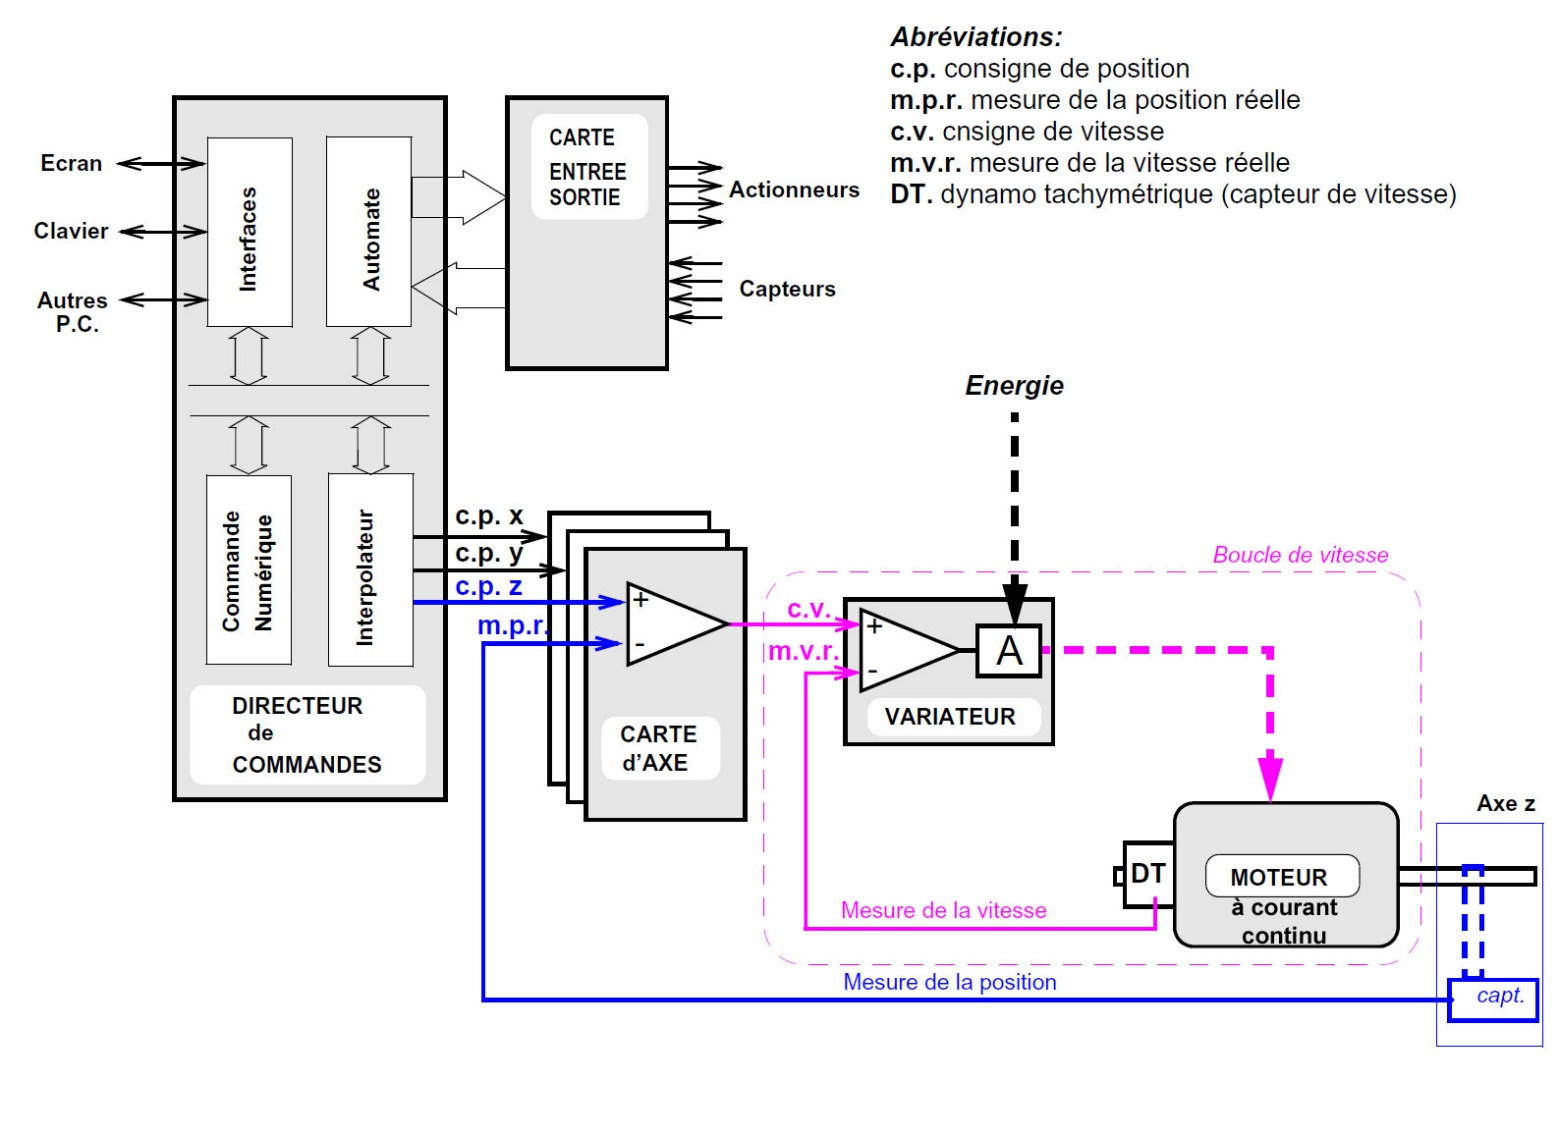 Abréviations:
c.p. consigne de position
m.p.r. mesure de la position réelle
c.v. cnsigne de vitesse
m.v.r. mesure de la vitesse réelle
DT. dynamo tachymétrique (capteur de vitesse)
Ecran
Clavier
Autres
P.C.
Interfaces
Automate
CARTE
ENTREE
SORTIE
Actionneurs
Capteurs
Commande
Numérique
Interpolateur
DIRECTEUR
de
COMMANDES
c.p. x
c.p. y
c.p. z
m.p.r.
+
-
CARTE
d'AXE
Energie
Boucle de vitesse
c.v.
m.v.r.
+
-
A
VARIATEUR
DT
MOTEUR
à courant
continu
Axe z
Mesure de la vitesse
Mesure de la position
capt.